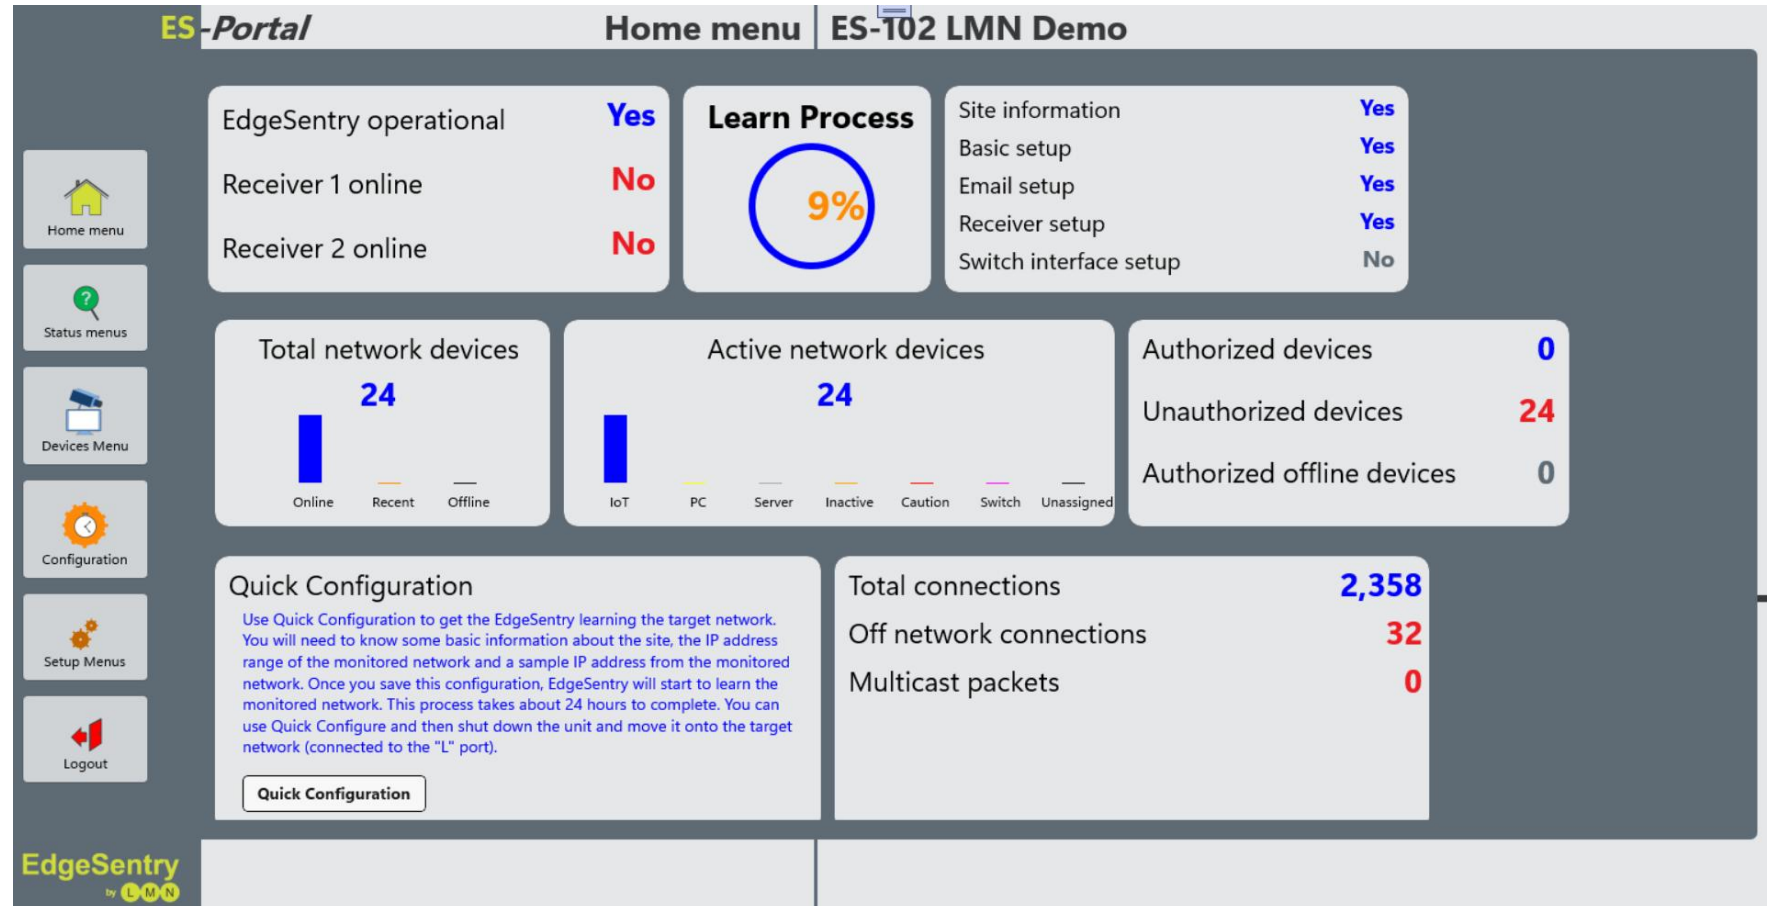 ES-Portal
Home menu
ES-102 LMN Demo
EdgeSentry operational Yes
Receiver 1 online No
Receiver 2 online No
Learn Process
9%
Site information Yes
Basic setup Yes
Email setup Yes
Receiver setup Yes
Switch interface setup No
Home menu
Status menus
Devices Menu
Configuration
Setup Menus
Logout
Total network devices
24
Online Recent Offline
Active network devices
24
IoT PC Server Inactive Caution Switch Unassigned
Authorized devices 0
Unauthorized devices 24
Authorized offline devices 0
Quick Configuration
Use Quick Configuration to get the EdgeSentry learning the target network.
You will need to know some basic information about the site, the IP address
range of the monitored network and a sample IP address from the monitored
network. Once you save this configuration, EdgeSentry will start to learn the
monitored network. This process takes about 24 hours to complete. You can
use Quick Configure and then shut down the unit and move it onto the target
network (connected to the "L" port).
Quick Configuration
Total connections 2,358
Off network connections 32
Multicast packets 0
EdgeSentry
by LMN